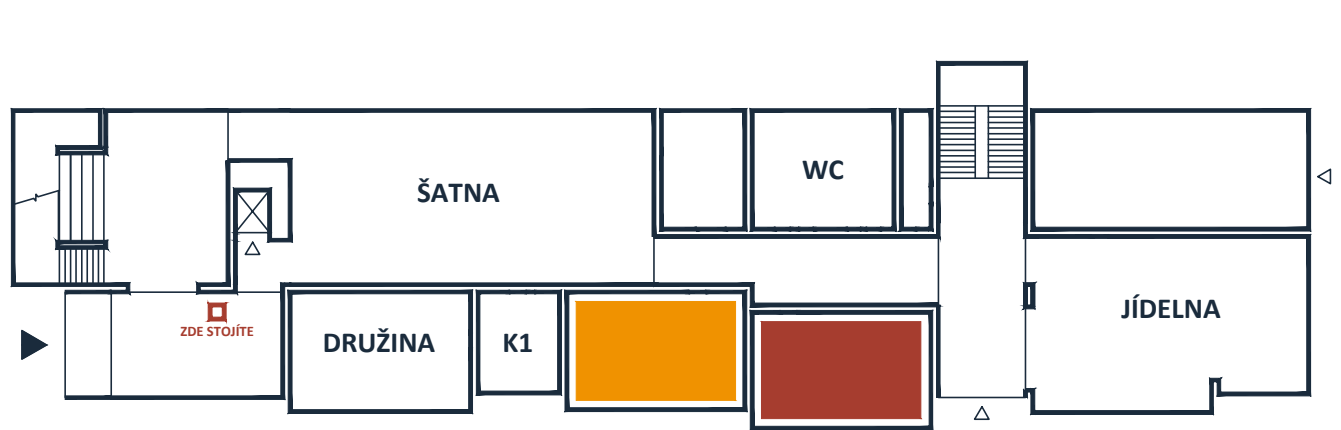 WC
ŠATNA
JÍDELNA
ZDE STOJÍTE
DRUŽINA
K1